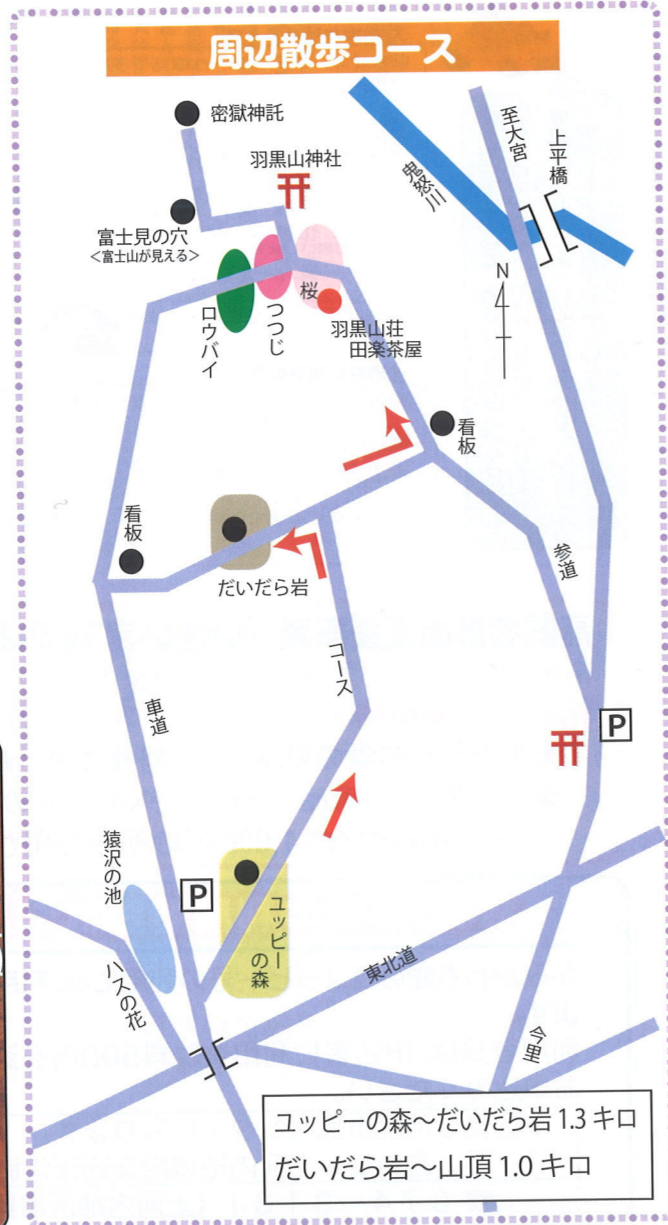 周辺散歩コース
密獄神託
羽黒山神社
富士見の穴
<富士山が見える>
ロウバイ
つつじ
桜
羽黒山荘
田楽茶屋
鬼怒川
至大宮
上平橋
N
看板
看板
だいだら岩
参道
コース
車道
P
猿沢の池
P
ユッピー
の森
ハスの花
東北道
今里
ユッピーの森～だいだら岩 1.3 キロ
だいだら岩～山頂 1.0 キロ